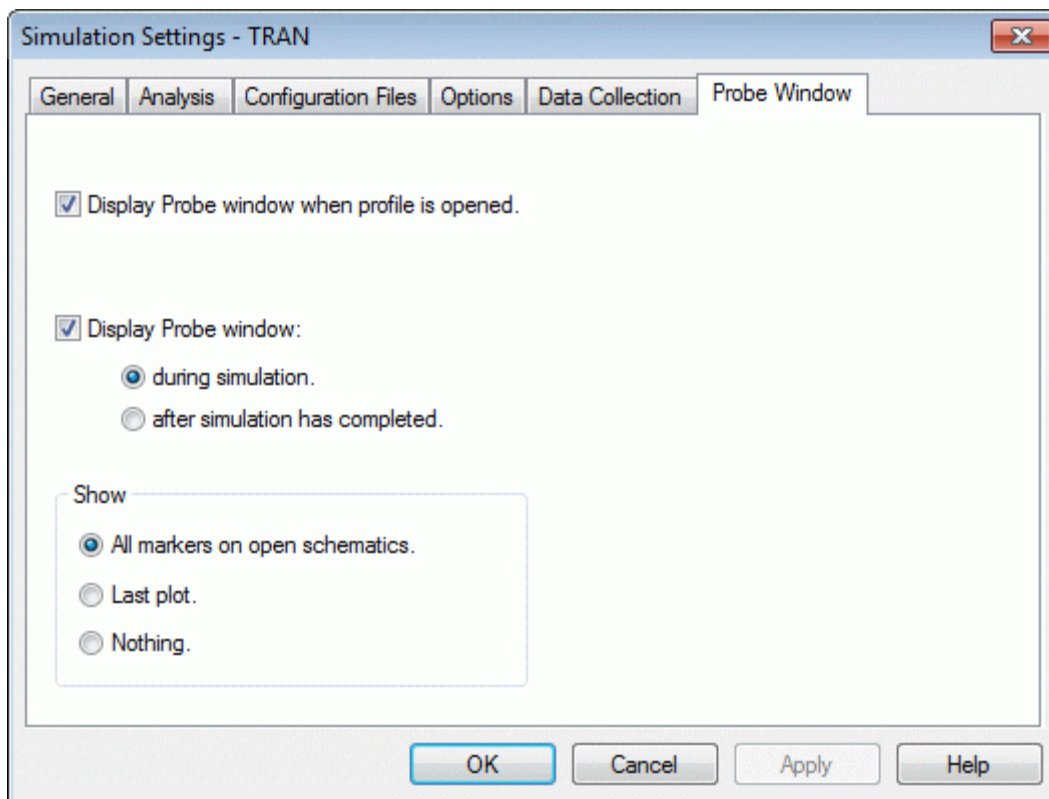 Simulation Settings - TRAN
General Analysis Configuration Files Options Data Collection Probe Window
Display Probe window when profile is opened.
Display Probe window:
during simulation.
after simulation has completed.
Show
All markers on open schematics.
Last plot.
Nothing.
OK Cancel Apply Help